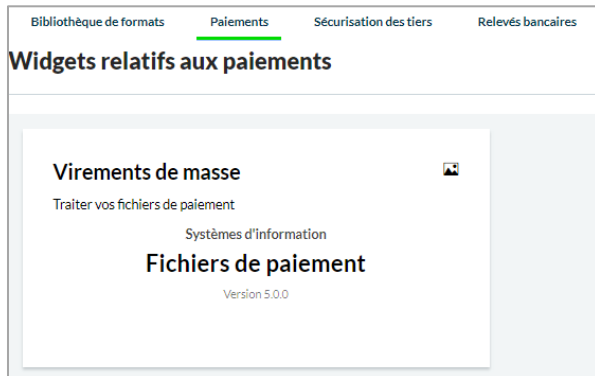 Bibliothèque de formats Paiements Sécurisation des tiers Relevés bancaires
Widgets relatifs aux paiements
Virements de masse
Traiter vos fichiers de paiement
Systèmes d'information
Fichiers de paiement
Version 5.0.0